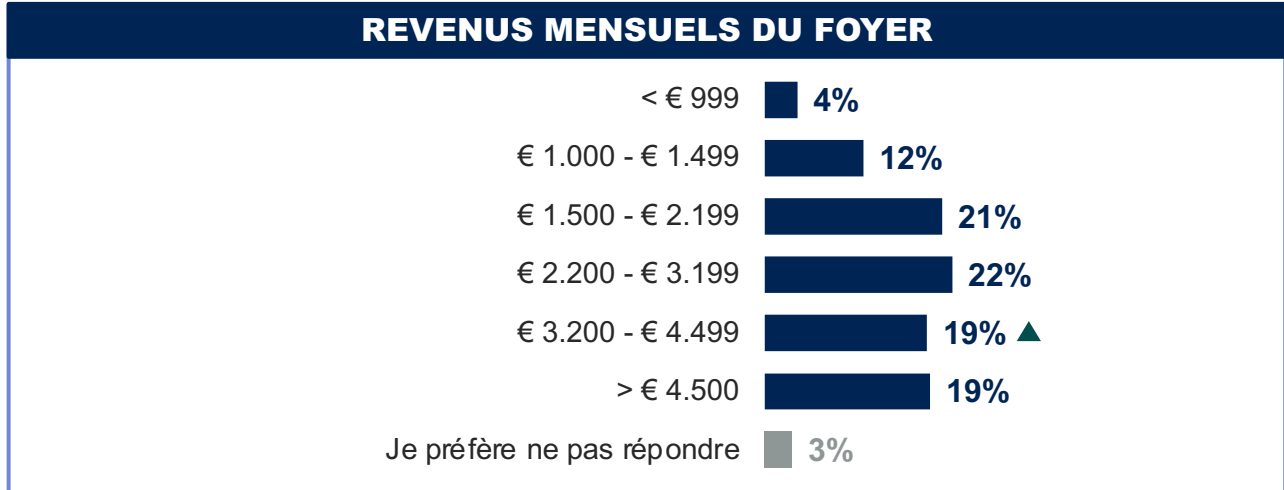 REVENUS MENSUELS DU FOYER
< € 999 4%
€ 1.000 - € 1.499 12%
€ 1.500 - € 2.199 21%
€ 2.200 - € 3.199 22%
€ 3.200 - € 4.499 19% ▲
> € 4.500 19%
Je préfère ne pas répondre 3%